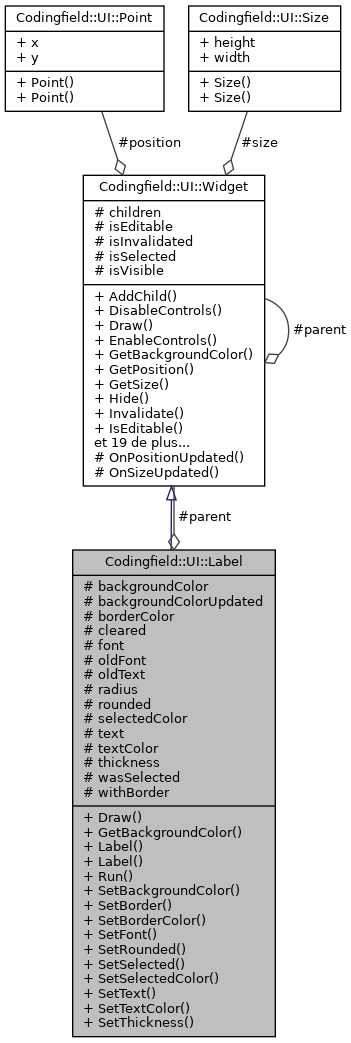 Codingfield::UI::Point
+ x
+ y
+ Point()
+ Point()
Codingfield::UI::Size
+ height
+ width
+ Size()
+ Size()
#position
#size
Codingfield::UI::Widget
# children
# isEditable
# isInvalidated
# isSelected
# isVisible
+ AddChild()
+ DisableControls()
+ Draw()
+ EnableControls()
+ GetBackgroundColor()
+ GetPosition()
+ GetSize()
+ Hide()
+ Invalidate()
+ IsEditable()
et 19 de plus...
# OnPositionUpdated()
# OnSizeUpdated()
#parent
#parent
Codingfield::UI::Label
# backgroundColor
# backgroundColorUpdated
# borderColor
# cleared
# font
# oldFont
# oldText
# radius
# rounded
# selectedColor
# text
# textColor
# thickness
# wasSelected
# withBorder
+ Draw()
+ GetBackgroundColor()
+ Label()
+ Label()
+ Run()
+ SetBackgroundColor()
+ SetBorder()
+ SetBorderColor()
+ SetFont()
+ SetRounded()
+ SetSelected()
+ SetSelectedColor()
+ SetText()
+ SetTextColor()
+ SetThickness()